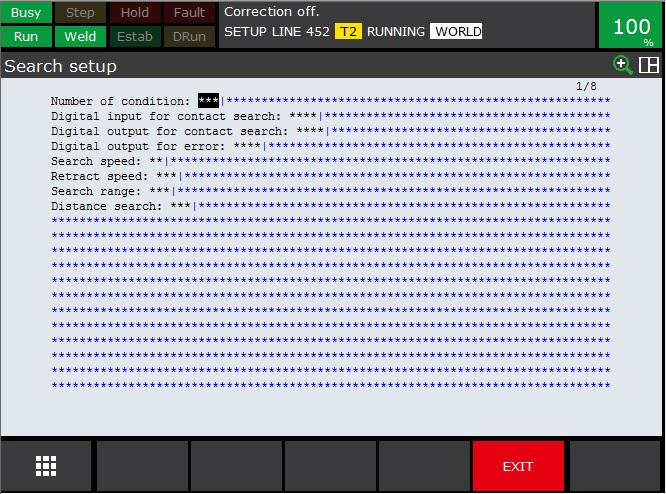 Busy Step Hold Fault
Correction off.
Run Weld Estab DRun
SETUP LINE 452 T2 RUNNING WORLD
100 %
Search setup
1/8
Number of condition: ***|*******************************************************
Digital input for contact search: ****|*****************************************
Digital output for contact search: ****|****************************************
Digital output for error: ****|*************************************************
Search speed: **|***************************************************************
Retract speed: ***|*************************************************************
Search range: ***|**************************************************************
Distance search: ***|***********************************************************
********************************************************************************
********************************************************************************
********************************************************************************
********************************************************************************
********************************************************************************
********************************************************************************
********************************************************************************
********************************************************************************
********************************************************************************
********************************************************************************
********************************************************************************
********************************************************************************
EXIT